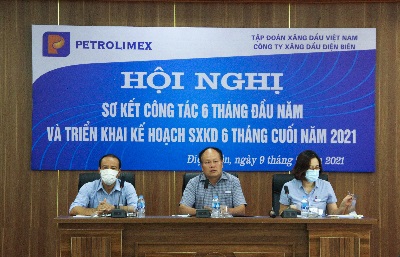 PETROLIMEX
TẬP ĐOÀN XĂNG DẦU VIỆT NAM
CÔNG TY XĂNG DẦU ĐIỆN BIÊN
HỘI NGHỊ
SƠ KẾT CÔNG TÁC 6 THÁNG ĐẦU NĂM
VÀ TRIỂN KHAI KẾ HOẠCH SXKD 6 THÁNG CUỐI NĂM 2021
ngày 9 2021